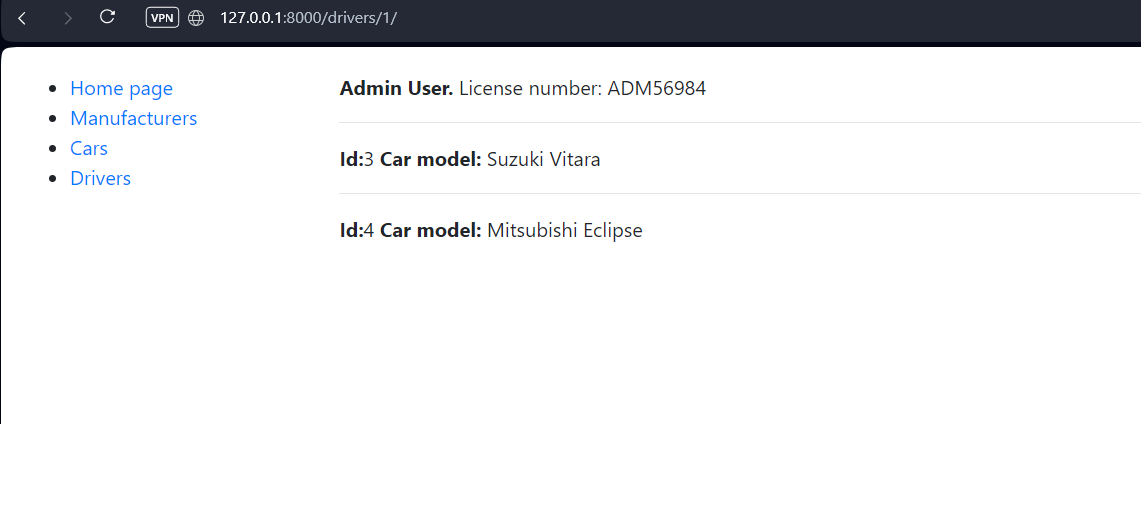 VPN 127.0.0.1:8000/drivers/1/
Home page
Manufacturers
Cars
Drivers
Admin User. License number: ADM56984
Id:3 Car model: Suzuki Vitara
Id:4 Car model: Mitsubishi Eclipse